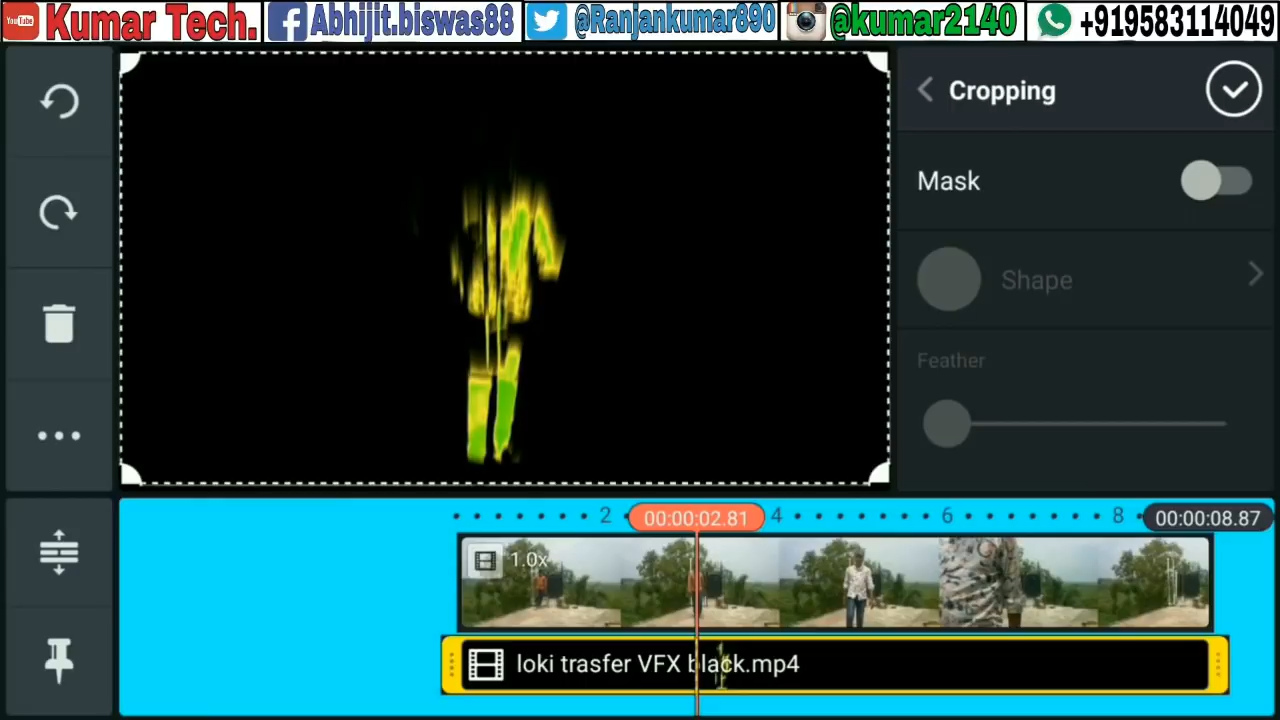 You Tube Kumar Tech. Abhijit.biswas88 @Ranjankumar890 @kumar2140 +919583114049
Cropping
Mask
Shape
Feather
2 00:00:02.81 4 6 8 00:00:08.87
1.0x
loki trasfer VFX black.mp4